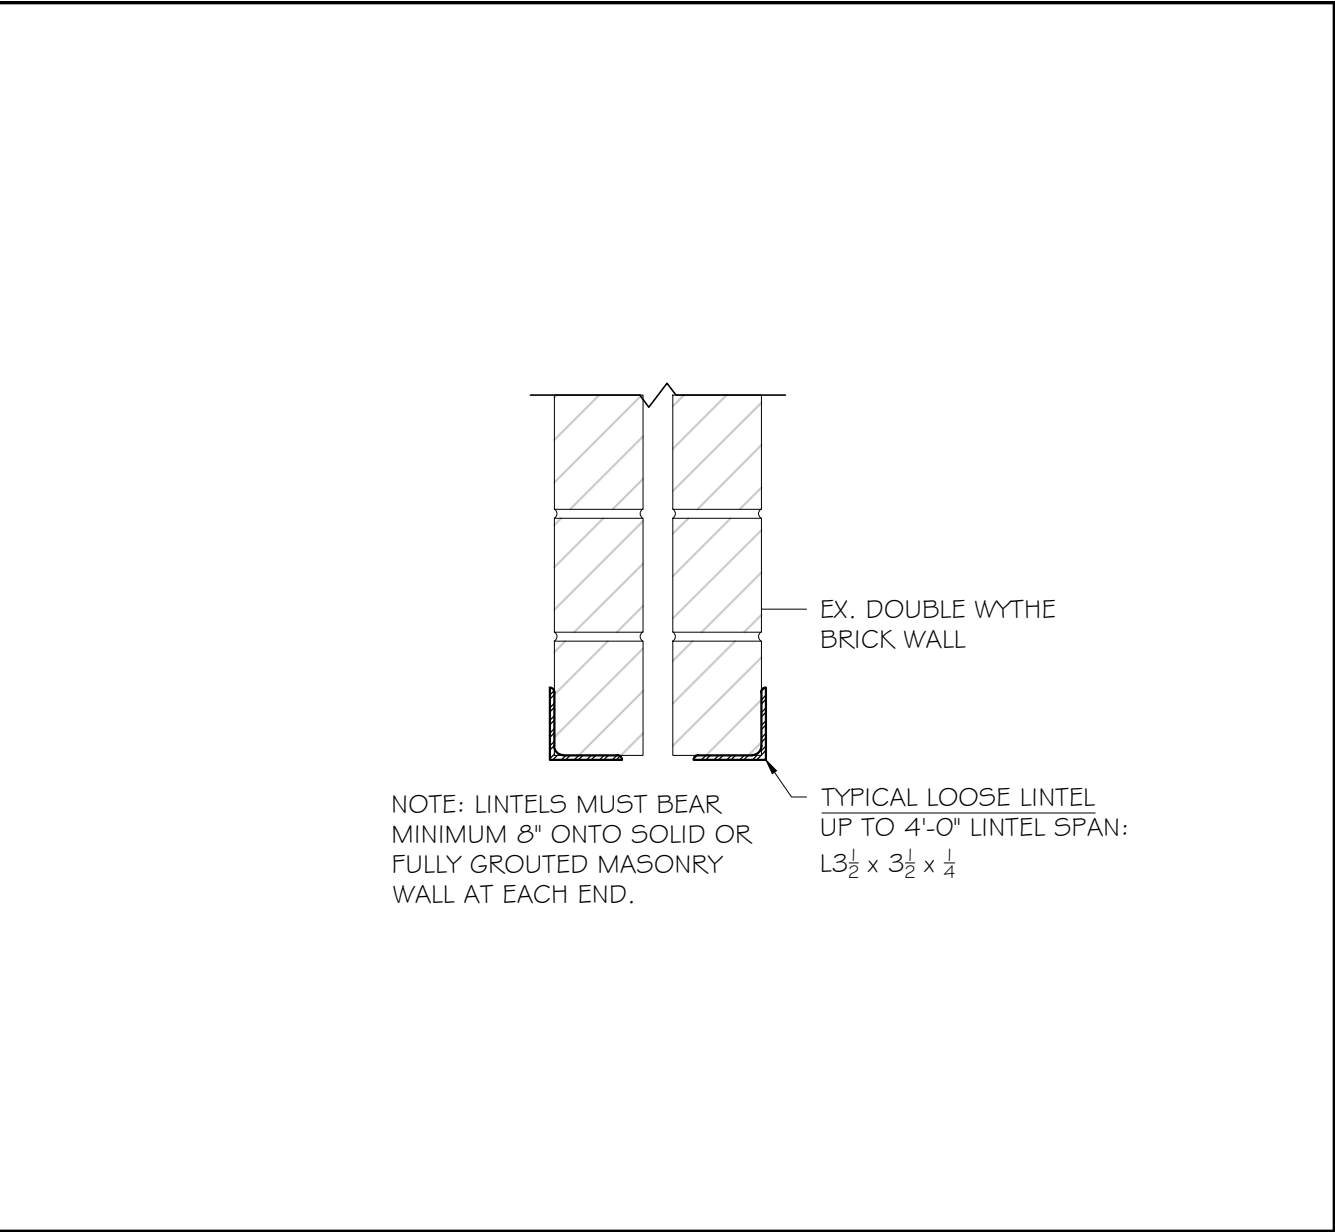 EX. DOUBLE WYTHE
BRICK WALL
NOTE: LINTELS MUST BEAR
MINIMUM 8" ONTO SOLID OR
FULLY GROUTED MASONRY
WALL AT EACH END.
TYPICAL LOOSE LINTEL
UP TO 4'-0" LINTEL SPAN:
L3½ x 3½ x ¼